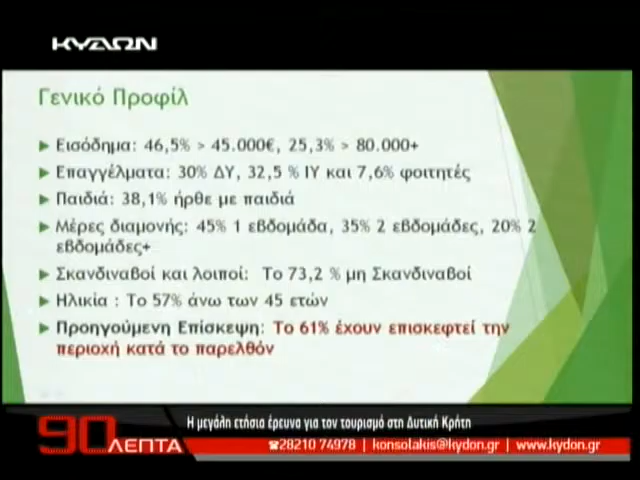 ΚΥΔΩΝ
Γενικό Προφίλ
Εισόδημα: 46,5% > 45.000€, 25,3% > 80.000+
Επαγγέλματα: 30% ΔΥ, 32,5 % ΙΥ και 7,6% φοιτητές
Παιδιά: 38,1% ήρθε με παιδιά
Μέρες διαμονής: 45% 1 εβδομάδα, 35% 2 εβδομάδες, 20% 2
εβδομάδες+
Σκανδιναβοί και λοιποί: Το 73,2 % μη Σκανδιναβοί
Ηλικία : Το 57% άνω των 45 ετών
Προηγούμενη Επίσκεψη: Το 61% έχουν επισκεφτεί την
περιοχή κατά το παρελθόν
90 ΛΕΠΤΑ
Η μεγάλη ετήσια έρευνα για τον τουρισμό στη Δυτική Κρήτη
☎28210 74978 | konsolakis@kydon.gr | www.kydon.gr